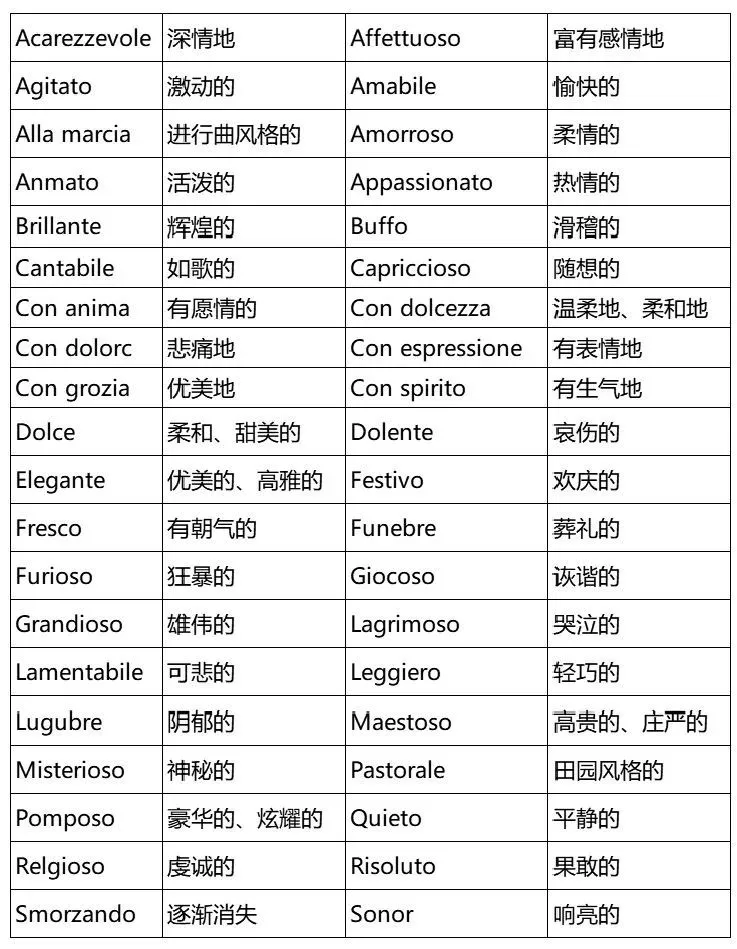 Acarezzevole 深情地 Affettuoso 富有感情地
Agitato 激动的 Amabile 愉快的
Alla marcia 进行曲风格的 Amorroso 柔情的
Anmato 活泼的 Appassionato 热情的
Brillante 辉煌的 Buffo 滑稽的
Cantabile 如歌的 Capriccioso 随想的
Con anima 有愿情的 Con dolcezza 温柔地、柔和地
Con dolorc 悲痛地 Con espressione 有表情地
Con grozia 优美地 Con spirito 有生气地
Dolce 柔和、甜美的 Dolente 哀伤的
Elegante 优美的、高雅的 Festivo 欢庆的
Fresco 有朝气的 Funebre 葬礼的
Furioso 狂暴的 Giocoso 诙谐的
Grandioso 雄伟的 Lagrimoso 哭泣的
Lamentabile 可悲的 Leggiero 轻巧的
Lugubre 阴郁的 Maestoso 高贵的、庄严的
Misterioso 神秘的 Pastorale 田园风格的
Pomposo 豪华的、炫耀的 Quieto 平静的
Relgioso 虔诚的 Risoluto 果敢的
Smorzando 逐渐消失 Sonor 响亮的